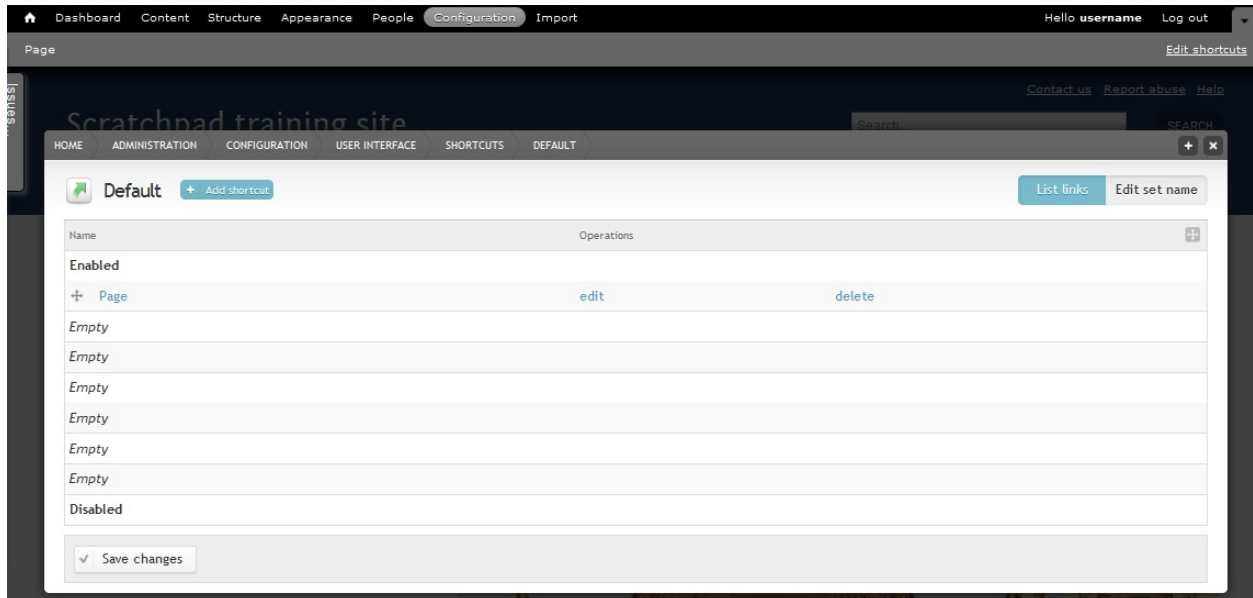 Dashboard Content Structure Appearance People Configuration Import Hello username Log out
Page Edit shortcuts
Issues...
Contact us Report abuse Help
Scratchpad training site Search... SEARCH
HOME ADMINISTRATION CONFIGURATION USER INTERFACE SHORTCUTS DEFAULT
Default + Add shortcut List links Edit set name
Name Operations
Enabled
Page edit delete
Empty
Empty
Empty
Empty
Empty
Empty
Disabled
Save changes